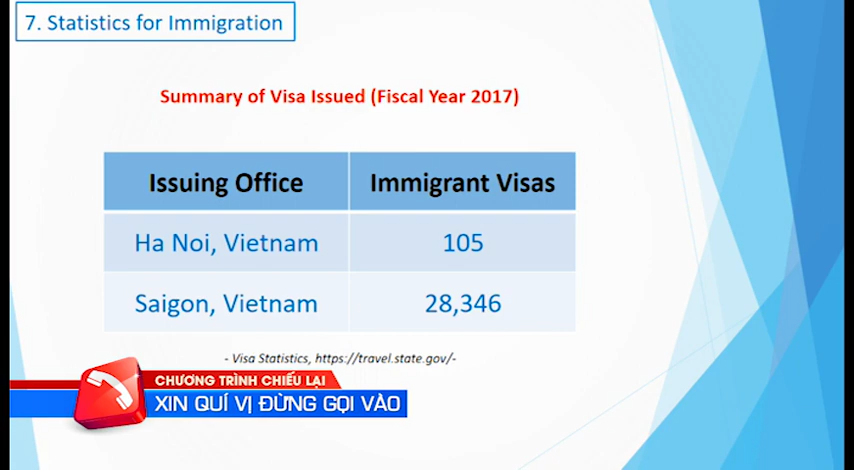 7. Statistics for Immigration
Summary of Visa Issued (Fiscal Year 2017)
Issuing Office Immigrant Visas
Ha Noi, Vietnam 105
Saigon, Vietnam 28,346
- Visa Statistics, https://travel.state.gov/-
CHƯƠNG TRÌNH CHIẾU LẠI
XIN QUÍ VỊ ĐỪNG GỌI VÀO